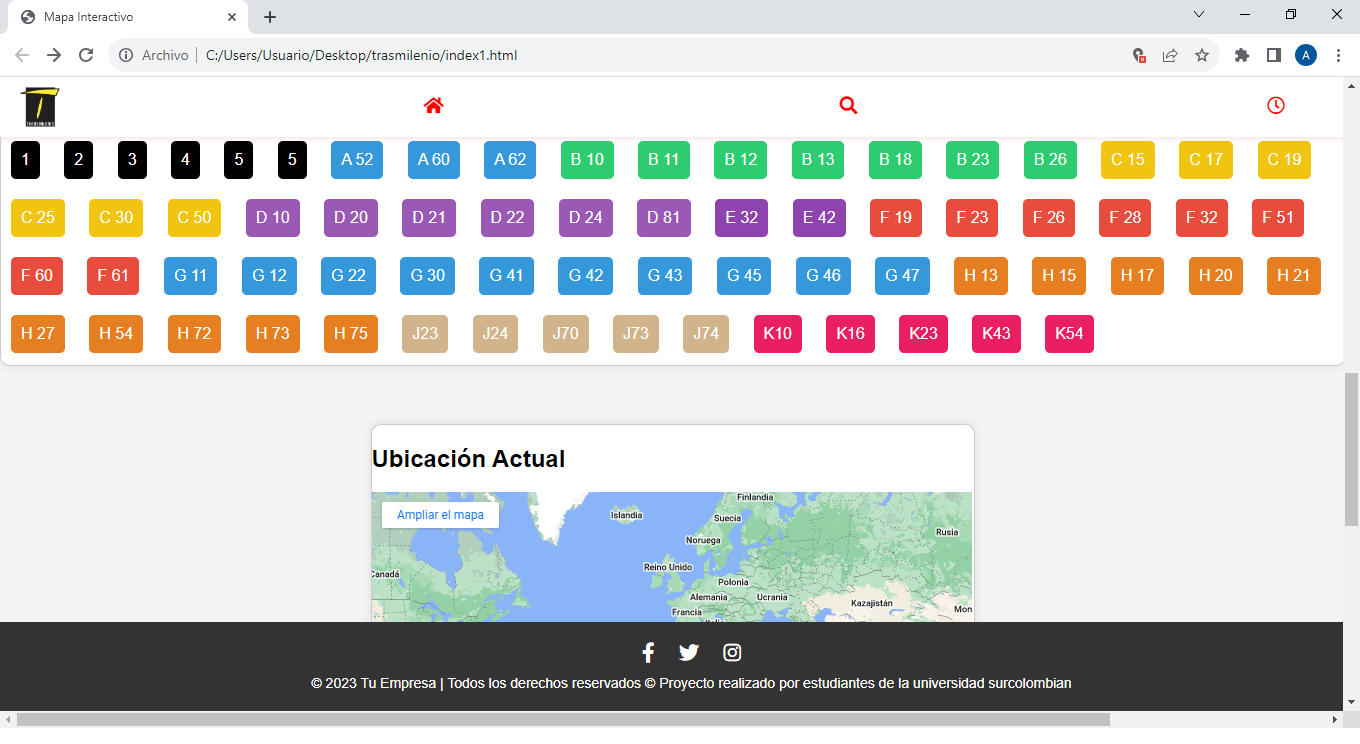 Mapa Interactivo
Archivo | C:/Users/Usuario/Desktop/trasmilenio/index1.html
A
TRANSMILENIO
1 2 3 4 5 5 A 52 A 60 A 62 B 10 B 11 B 12 B 13 B 18 B 23 B 26 C 15 C 17 C 19
C 25 C 30 C 50 D 10 D 20 D 21 D 22 D 24 D 81 E 32 E 42 F 19 F 23 F 26 F 28 F 32 F 51
F 60 F 61 G 11 G 12 G 22 G 30 G 41 G 42 G 43 G 45 G 46 G 47 H 13 H 15 H 17 H 20 H 21
H 27 H 54 H 72 H 73 H 75 J23 J24 J70 J73 J74 K10 K16 K23 K43 K54
Ubicación Actual
Ampliar el mapa
Finlandia
Islandia
Suecia
Rusia
Noruega
Reino Unido
Canadá
Polonia
Alemania
Ucrania
Kazajistán
Francia
Mon
© 2023 Tu Empresa | Todos los derechos reservados © Proyecto realizado por estudiantes de la universidad surcolombian